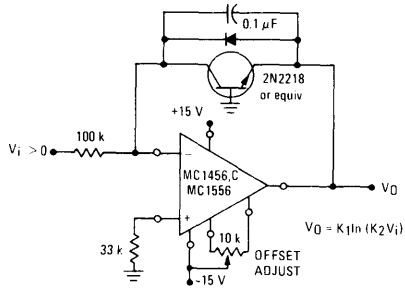 0.1 µF
2N2218
or equiv
+15 V
100 k
Vi > 0
−
MC1456,C
MC1556
VO
+
VO = K1ln (K2Vi)
10 k
33 k
OFFSET
ADJUST
-15 V